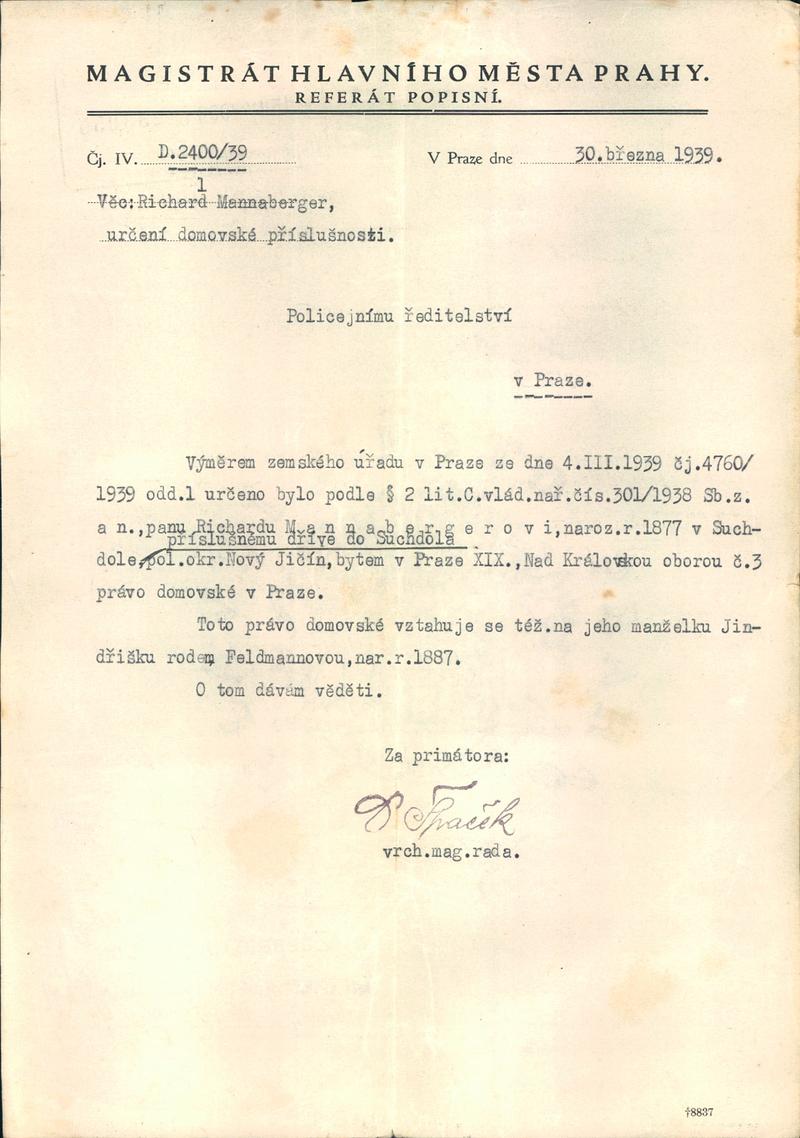 MAGISTRÁT HLAVNÍHO MĚSTA PRAHY.
REFERÁT POPISNÍ.
Čj. IV. D.2400/39
1
V Praze dne 30.března 1939.
Věc: Richard Mannaberger,
určení domovské příslušnosti.
Policejnímu ředitelství
v Praze.
Výměrem zemského úřadu v Praze ze dne 4.III.1939 čj.4760/
1939 odd.1 určeno bylo podle § 2 lit.C.vlád.nař.čís.301/1938 Sb.z.
a n.,panu Richardu M a n n a b e r g e r o v i,naroz.r.1877 v Such-
příslušnému dříve do Suchdola
dole,pol.okr.Nový Jičín,bytem v Praze XIX.,Nad Královskou oborou č.3
právo domovské v Praze.
Toto právo domovské vztahuje se též.na jeho manželku Jin-
dřišku rodem Feldmannovou,nar.r.1887.
O tom dávám věděti.
Za primátora:
Špaček
vrch.mag.rada.
†8837